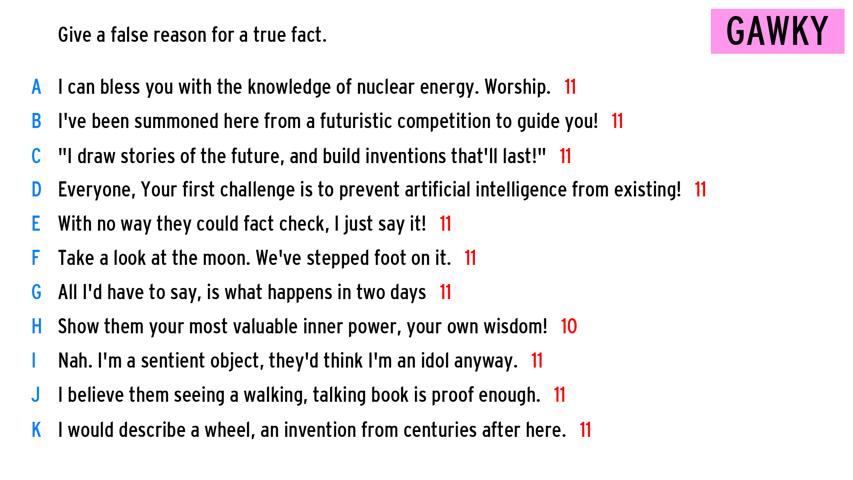 Give a false reason for a true fact.
GAWKY
A I can bless you with the knowledge of nuclear energy. Worship. 11
B I've been summoned here from a futuristic competition to guide you! 11
C "I draw stories of the future, and build inventions that'll last!" 11
D Everyone, Your first challenge is to prevent artificial intelligence from existing! 11
E With no way they could fact check, I just say it! 11
F Take a look at the moon. We've stepped foot on it. 11
G All I'd have to say, is what happens in two days 11
H Show them your most valuable inner power, your own wisdom! 10
I Nah. I'm a sentient object, they'd think I'm an idol anyway. 11
J I believe them seeing a walking, talking book is proof enough. 11
K I would describe a wheel, an invention from centuries after here. 11